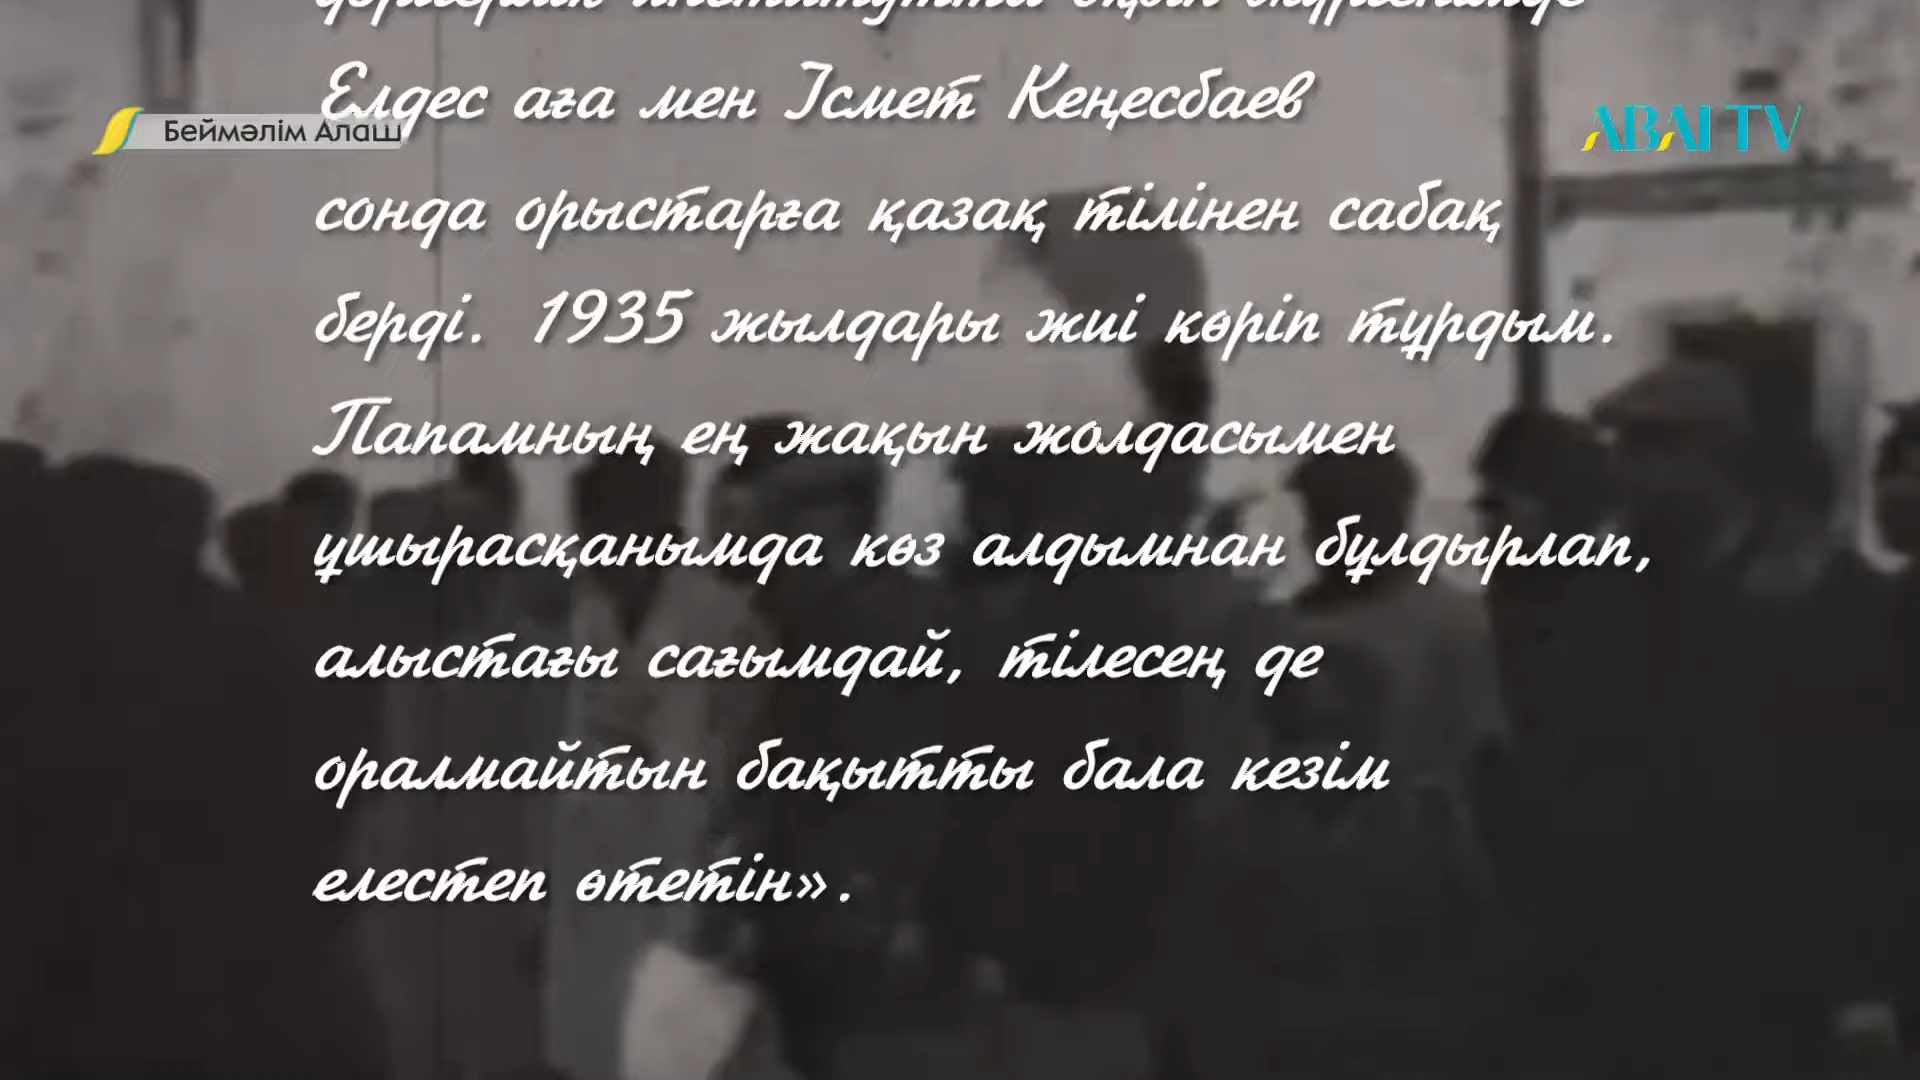 Елдес аға мен Ісмет Кеңесбаев
Беймәлім Алаш
ABAI TV
сонда орыстарға қазақ тілінен сабақ
берді. 1935 жылдары жиі көріп тұрдым.
Папамның ең жақын жолдасымен
ұшырасқанымда көз алдымнан бұлдырлап,
алыстағы сағымдай, тілесең де
оралмайтын бақытты бала кезім
елестеп өтетін».